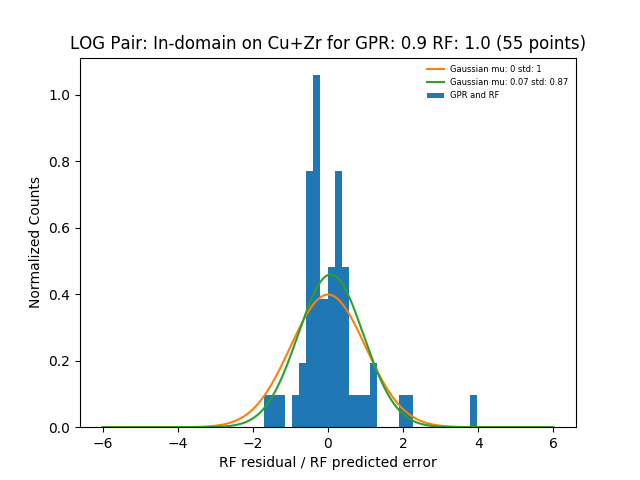 LOG Pair: In-domain on Cu+Zr for GPR: 0.9 RF: 1.0 (55 points)
Gaussian mu: 0 std: 1
Gaussian mu: 0.07 std: 0.87
GPR and RF
Normalized Counts
1.0
0.8
0.6
0.4
0.2
0.0
−6 −4 −2 0 2 4 6
RF residual / RF predicted error